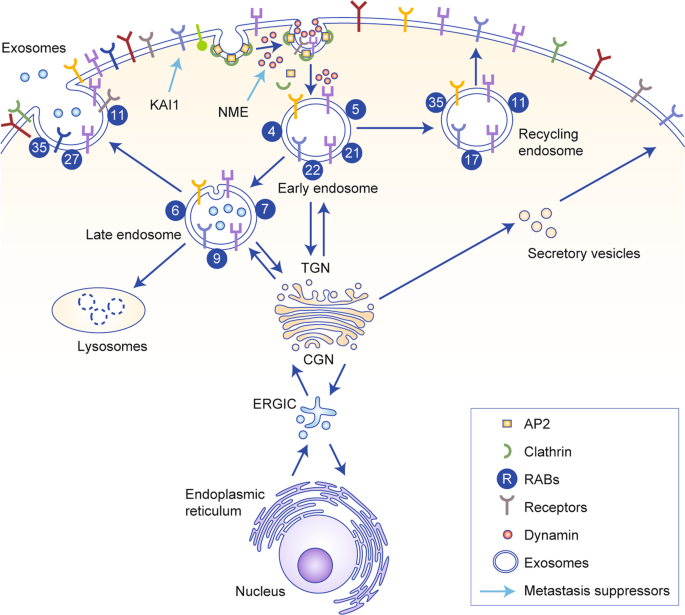 Exosomes
KAI1
NME
35
27
11
4
5
22
21
Early endosome
35
11
17
Recycling
endosome
6
7
9
Late endosome
Lysosomes
TGN
CGN
Secretory vesicles
ERGIC
Endoplasmic
reticulum
Nucleus
AP2
Clathrin
R RABs
Receptors
Dynamin
Exosomes
Metastasis suppressors